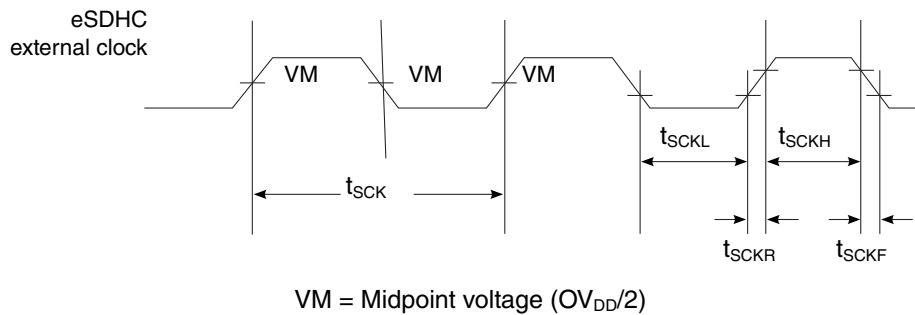 eSDHC
external clock
VM VM VM
tSCKL tSCKH
tSCK
tSCKR tSCKF
VM = Midpoint voltage (OVDD/2)